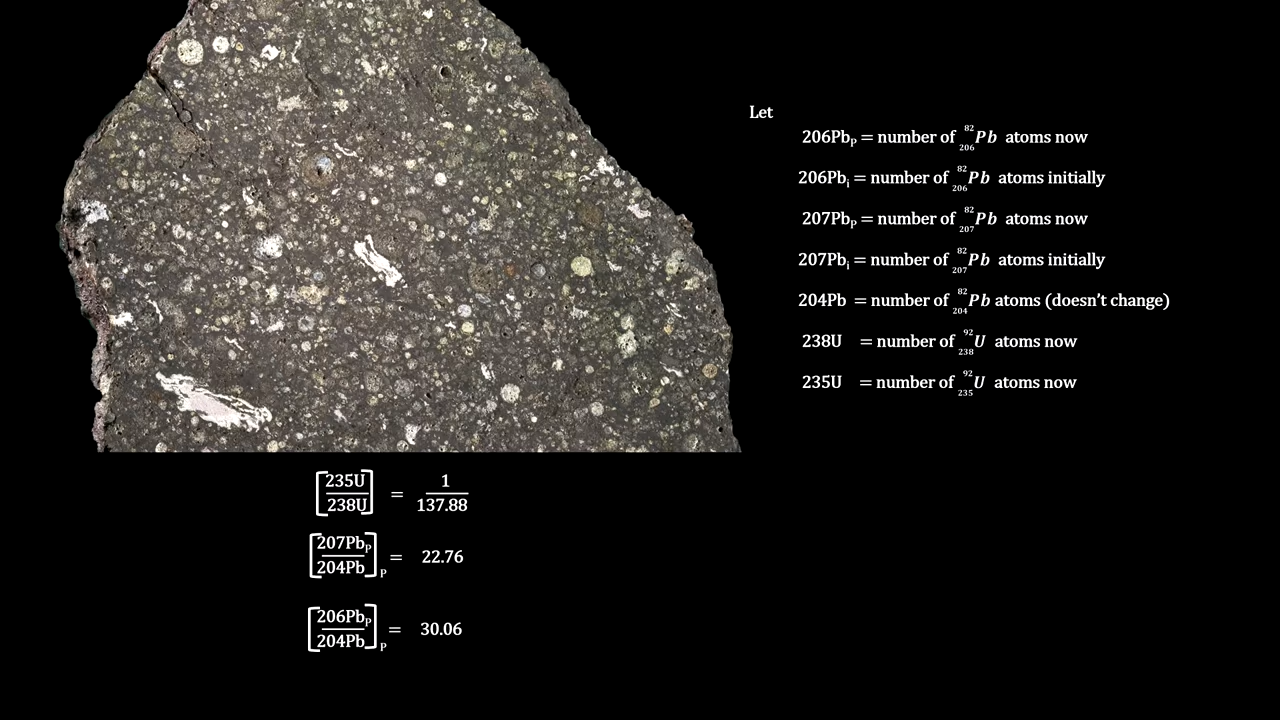 Let
206Pbₚ = number of ⁸²₂₀₆Pb atoms now
206Pbᵢ = number of ⁸²₂₀₆Pb atoms initially
207Pbₚ = number of ⁸²₂₀₇Pb atoms now
207Pbᵢ = number of ⁸²₂₀₇Pb atoms initially
204Pb = number of ⁸²₂₀₄Pb atoms (doesn't change)
238U = number of ⁹²₂₃₈U atoms now
235U = number of ⁹²₂₃₅U atoms now
[235U / 238U] = 1 / 137.88
[207Pbₚ / 204Pb]ₚ = 22.76
[206Pbₚ / 204Pb]ₚ = 30.06